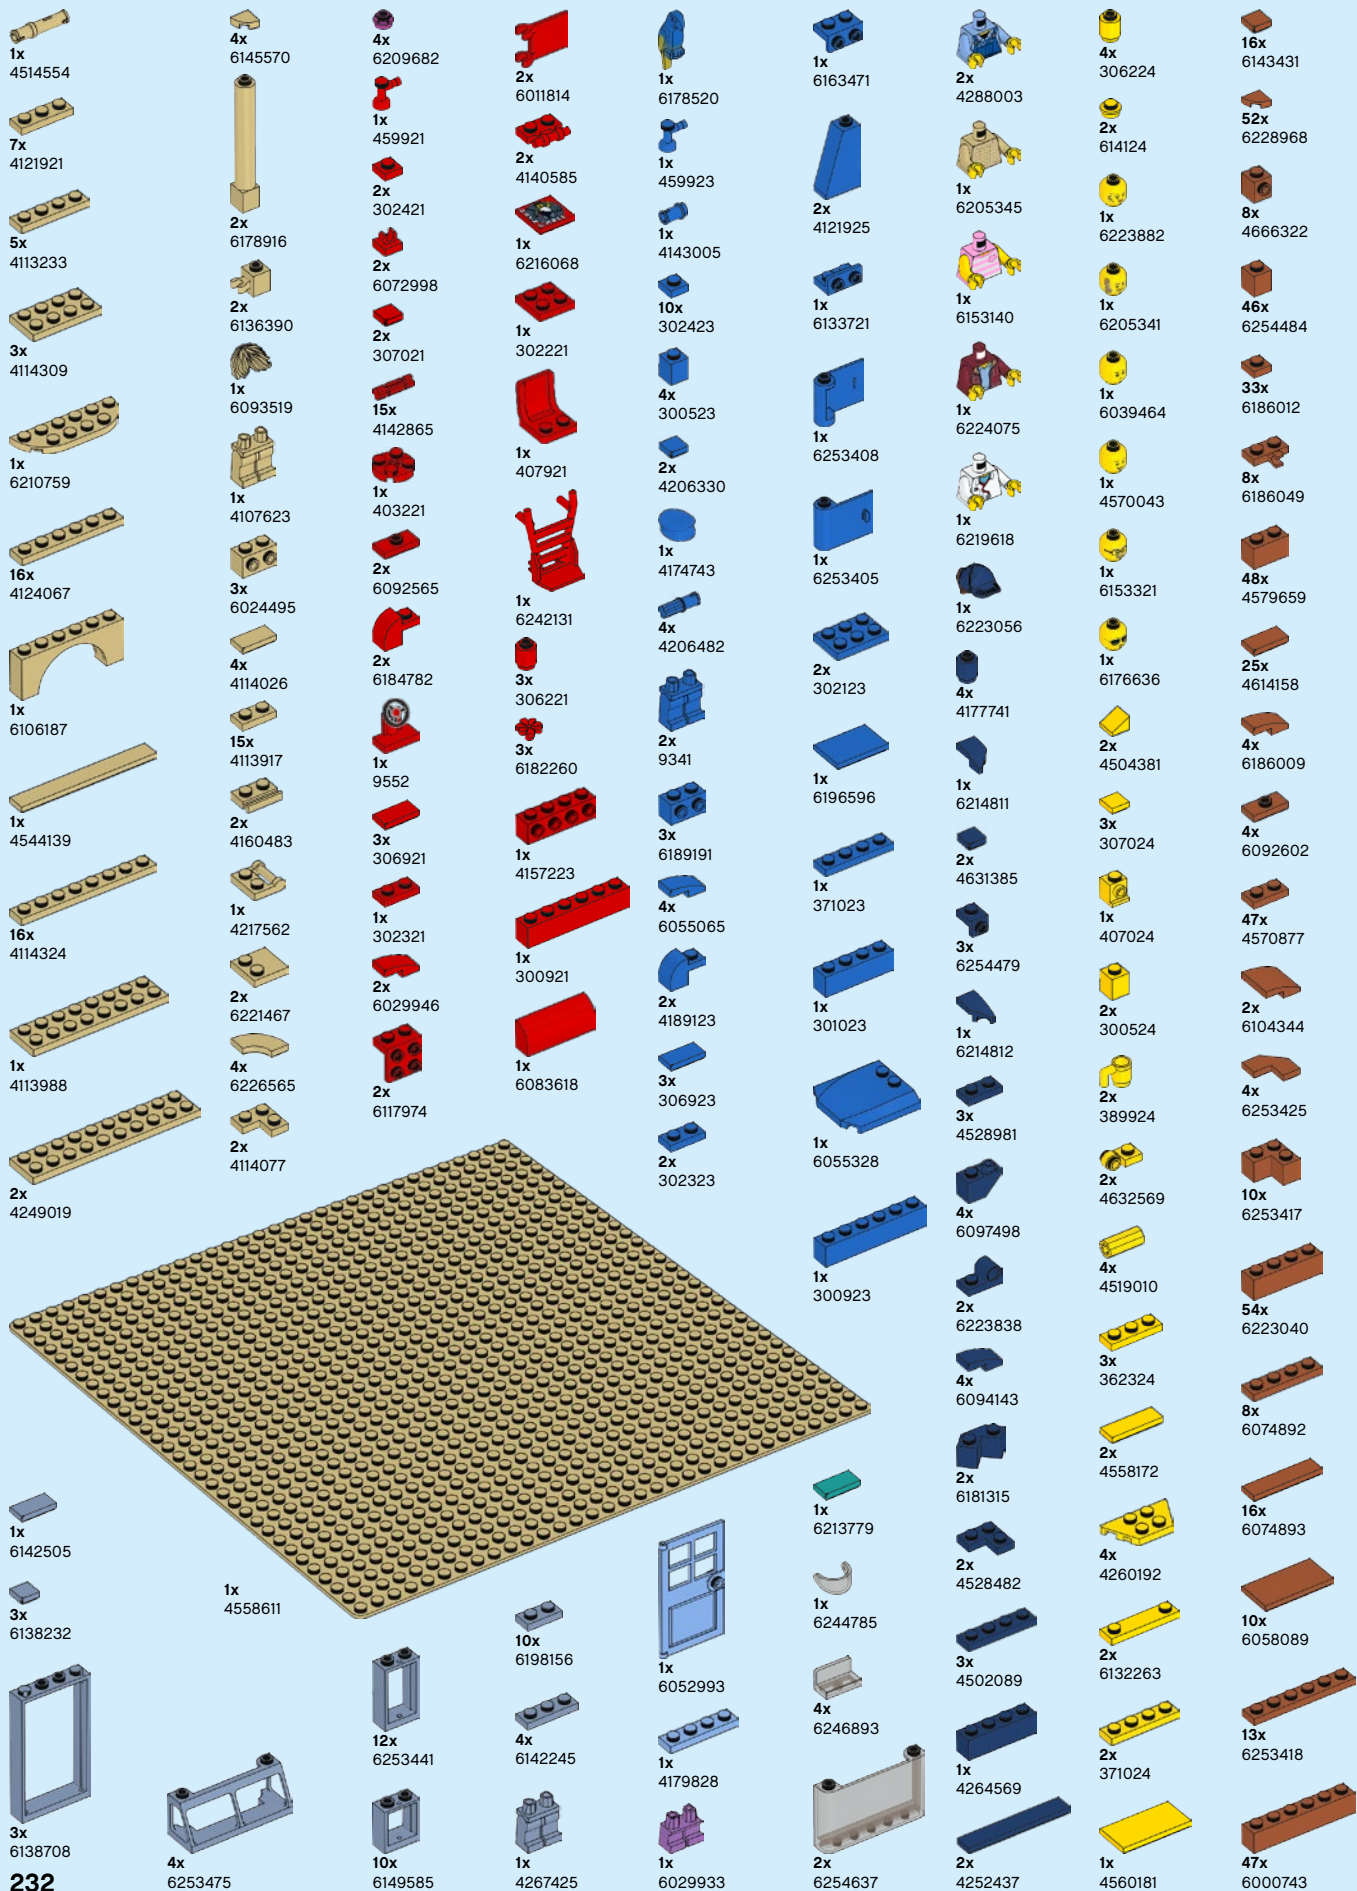 1x
4514554
7x
4121921
5x
4113233
3x
4114309
1x
6210759
16x
4124067
1x
6106187
1x
4544139
16x
4114324
1x
4113988
2x
4249019
1x
6142505
3x
6138232
3x
6138708
232
4x
6145570
2x
6178916
2x
6136390
1x
6093519
1x
4107623
3x
6024495
4x
4114026
15x
4113917
2x
4160483
1x
4217562
2x
6221467
4x
6226565
2x
4114077
1x
4558611
4x
6253475
4x
6209682
1x
459921
2x
302421
2x
6072998
2x
307021
15x
4142865
1x
403221
2x
6092565
2x
6184782
1x
9552
3x
306921
1x
302321
2x
6029946
2x
6117974
12x
6253441
10x
6149585
2x
6011814
2x
4140585
1x
6216068
1x
302221
1x
407921
1x
6242131
3x
306221
3x
6182260
1x
4157223
1x
300921
1x
6083618
10x
6198156
4x
6142245
1x
4267425
1x
6178520
1x
459923
1x
4143005
10x
302423
4x
300523
2x
4206330
1x
4174743
4x
4206482
2x
9341
3x
6189191
4x
6055065
2x
4189123
3x
306923
2x
302323
1x
6052993
1x
4179828
1x
6029933
1x
6163471
2x
4121925
1x
6133721
1x
6253408
1x
6253405
2x
302123
1x
6196596
1x
371023
1x
301023
1x
6055328
1x
300923
1x
6213779
1x
6244785
4x
6246893
2x
6254637
2x
4288003
1x
6205345
1x
6153140
1x
6224075
1x
6219618
1x
6223056
4x
4177741
1x
6214811
2x
4631385
3x
6254479
1x
6214812
3x
4528981
4x
6097498
2x
6223838
4x
6094143
2x
6181315
2x
4528482
3x
4502089
1x
4264569
2x
4252437
4x
306224
2x
614124
1x
6223882
1x
6205341
1x
6039464
1x
4570043
1x
6153321
1x
6176636
2x
4504381
3x
307024
1x
407024
2x
300524
2x
389924
2x
4632569
4x
4519010
3x
362324
2x
4558172
4x
4260192
2x
6132263
2x
371024
1x
4560181
16x
6143431
52x
6228968
8x
4666322
46x
6254484
33x
6186012
8x
6186049
48x
4579659
25x
4614158
4x
6186009
4x
6092602
47x
4570877
2x
6104344
4x
6253425
10x
6253417
54x
6223040
8x
6074892
16x
6074893
10x
6058089
13x
6253418
47x
6000743